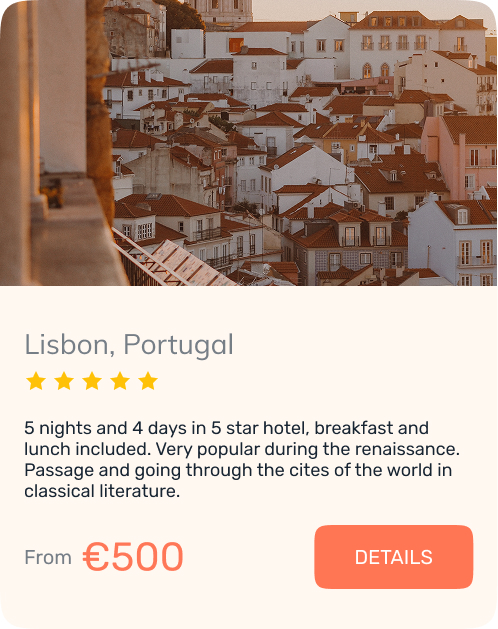 Lisbon, Portugal
5 nights and 4 days in 5 star hotel, breakfast and
lunch included. Very popular during the renaissance.
Passage and going through the cites of the world in
classical literature.
From €500
DETAILS